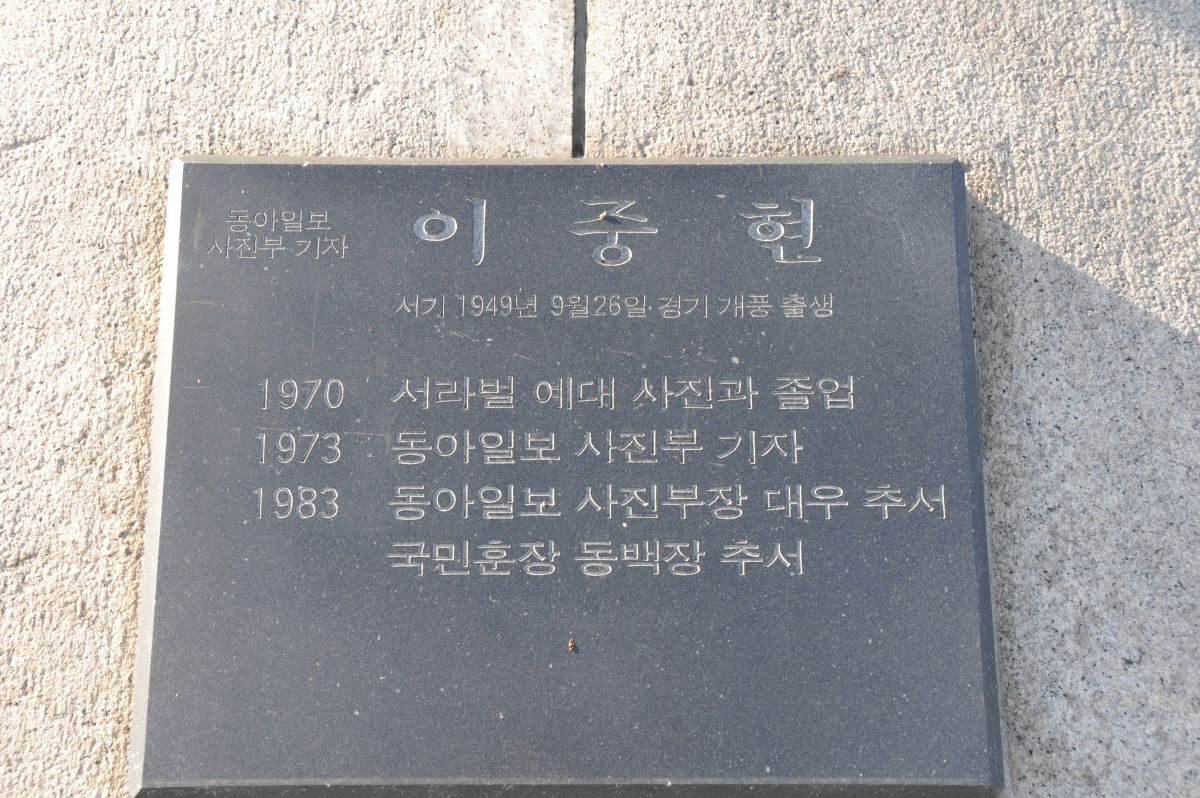 동아일보
사진부 기자
이중현
서기 1949년 9월26일 경기 개풍 출생
1970 서라벌 예대 사진과 졸업
1973 동아일보 사진부 기자
1983 동아일보 사진부장 대우 추서
국민훈장 동백장 추서